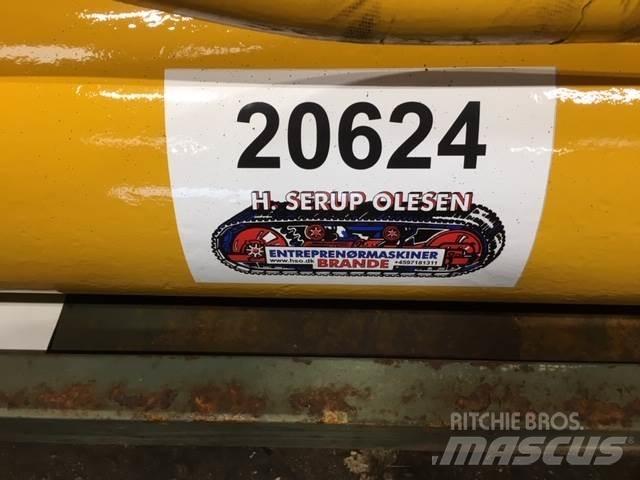 20624
H. SERUP OLESEN
ENTREPRENØRMASKINER
www.hso.dk BRANDE +4597181311
RITCHIE BROS.
MASCUS